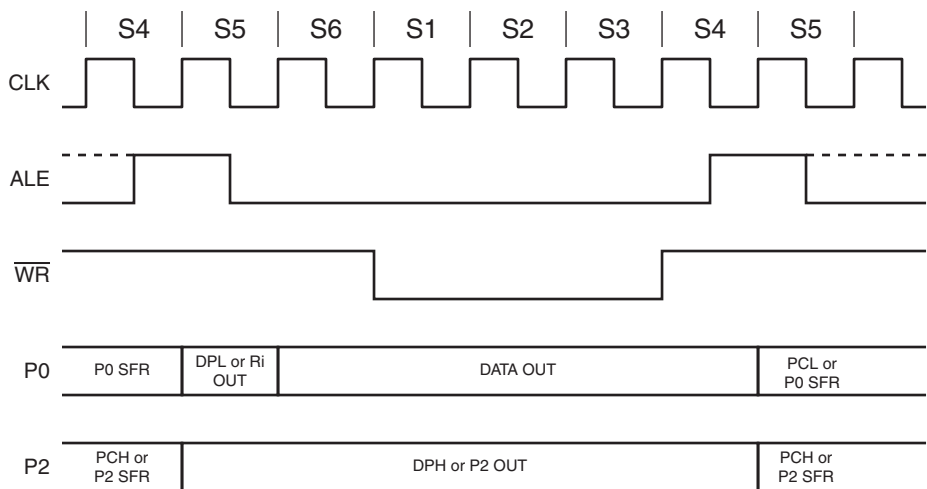 S4 S5 S6 S1 S2 S3 S4 S5
CLK
ALE
WR
P0 P0 SFR DPL or Ri OUT DATA OUT PCL or P0 SFR
P2 PCH or P2 SFR DPH or P2 OUT PCH or P2 SFR